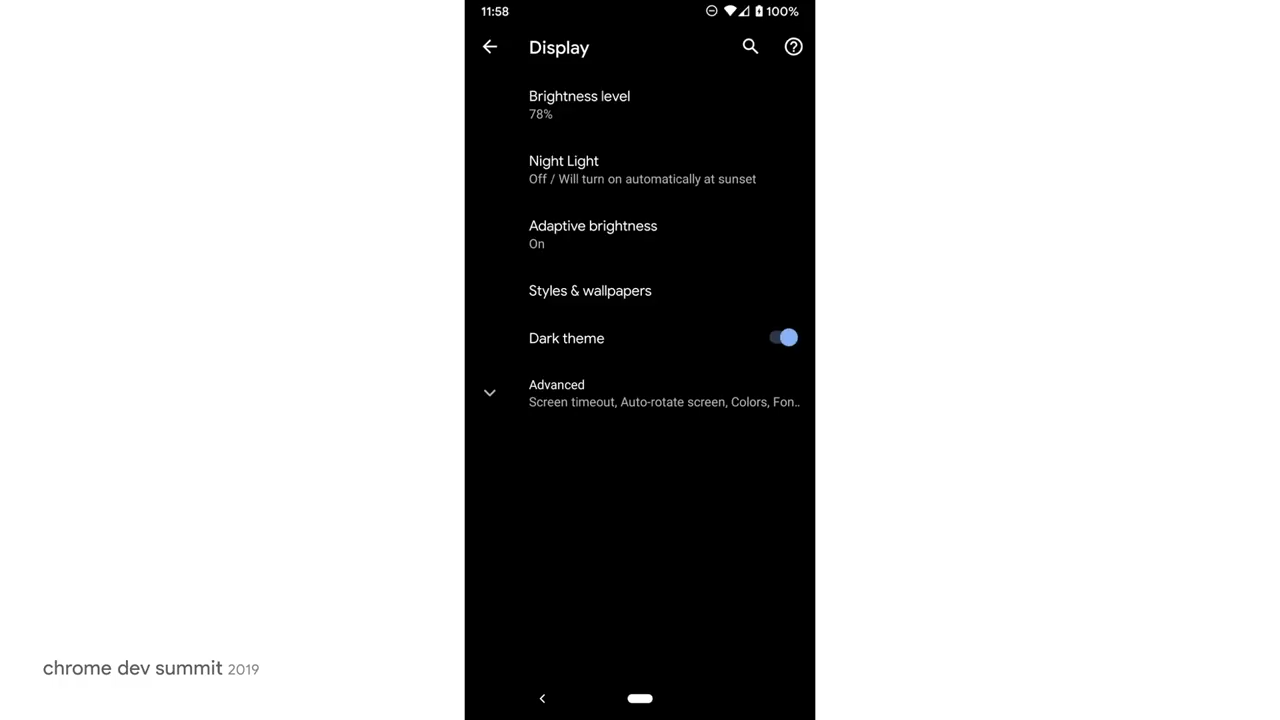 11:58
100%
Display
Brightness level
78%
Night Light
Off / Will turn on automatically at sunset
Adaptive brightness
On
Styles & wallpapers
Dark theme
Advanced
Screen timeout, Auto-rotate screen, Colors, Fon..
chrome dev summit 2019